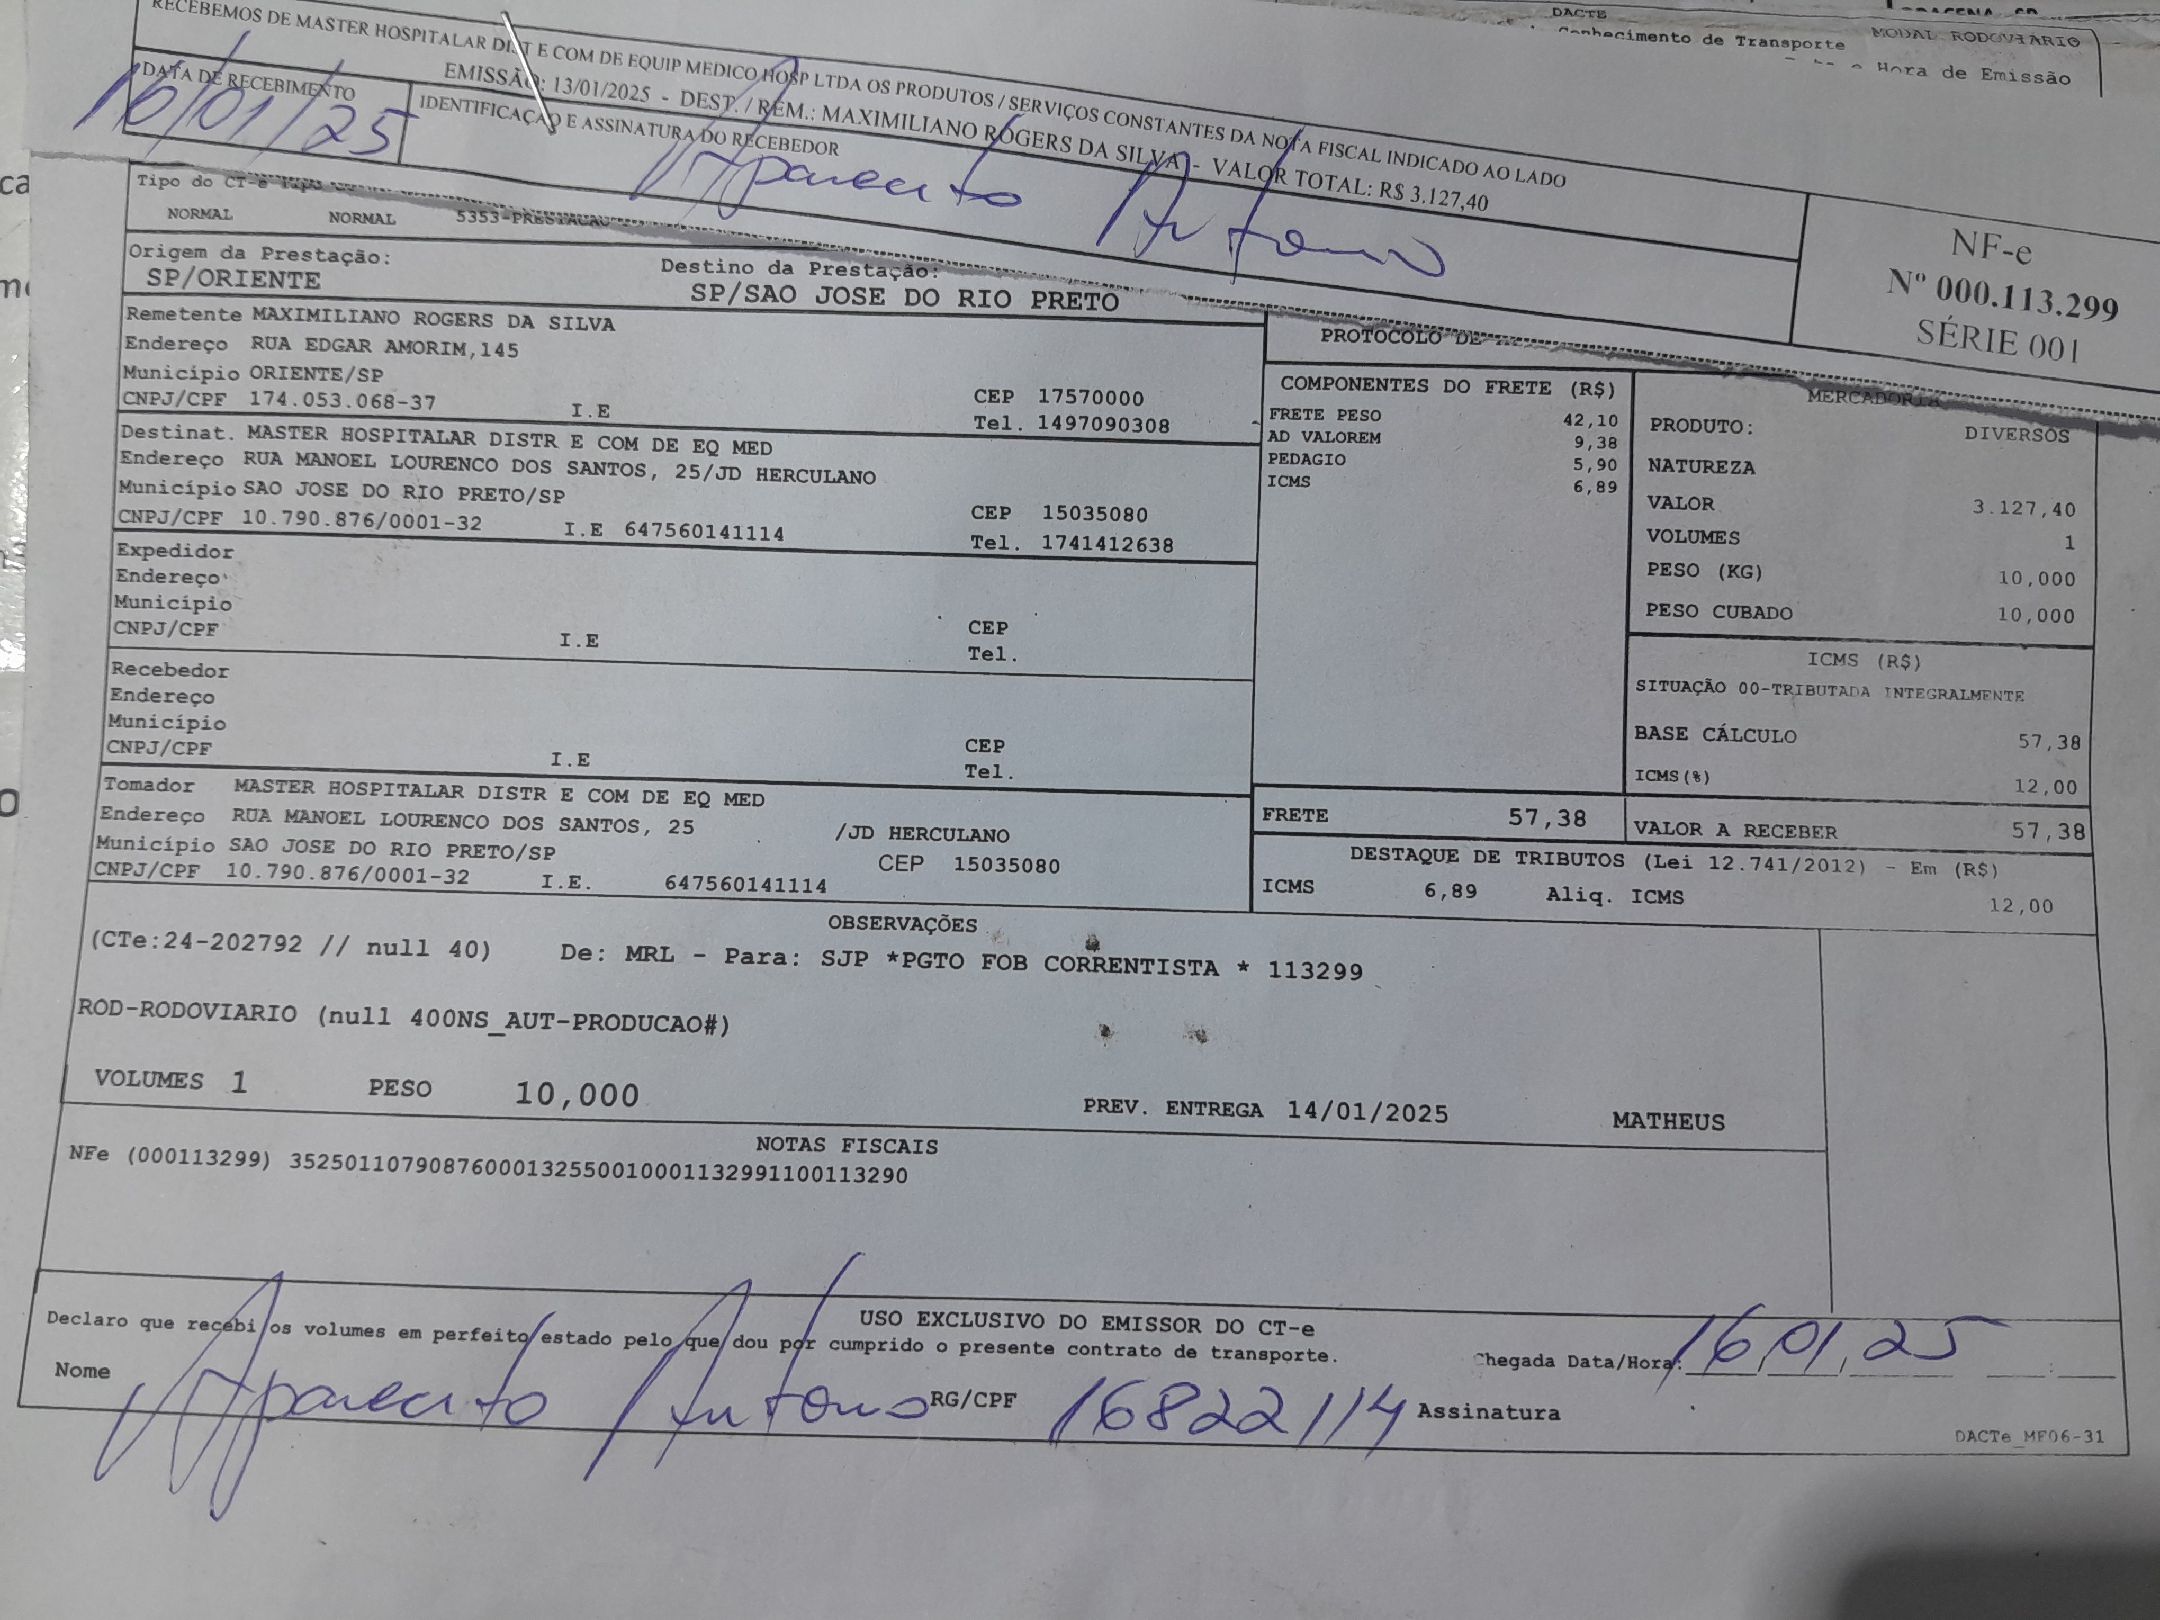 RECEBEMOS DE MASTER HOSPITALAR DIST E COM DE EQUIP MEDICO HOSP LTDA OS PRODUTOS / SERVIÇOS CONSTANTES DA NOTA FISCAL INDICADO AO LADO
EMISSÃO: 13/01/2025 - DEST. / REM.: MAXIMILIANO ROGERS DA SILVA - VALOR TOTAL: R$ 3.127,40
DATA DE RECEBIMENTO
16/01/25
IDENTIFICAÇÃO E ASSINATURA DO RECEBEDOR
Aparecito Antonio
NF-e
Nº 000.113.299
SÉRIE 001
DACTE
Conhecimento de Transporte
MODAL RODOVIÁRIO
Hora de Emissão
Tipo do CT-e
NORMAL NORMAL 5353-PRESTACAO
Origem da Prestação:
SP/ORIENTE
Destino da Prestação:
SP/SAO JOSE DO RIO PRETO
Remetente MAXIMILIANO ROGERS DA SILVA
Endereço RUA EDGAR AMORIM,145
Município ORIENTE/SP
CEP 17570000
CNPJ/CPF 174.053.068-37 I.E
Tel. 1497090308
Destinat. MASTER HOSPITALAR DISTR E COM DE EQ MED
Endereço RUA MANOEL LOURENCO DOS SANTOS, 25/JD HERCULANO
Município SAO JOSE DO RIO PRETO/SP
CEP 15035080
CNPJ/CPF 10.790.876/0001-32 I.E 647560141114
Tel. 1741412638
Expedidor
Endereço
Município
CEP
CNPJ/CPF I.E
Tel.
Recebedor
Endereço
Município
CEP
CNPJ/CPF I.E
Tel.
Tomador MASTER HOSPITALAR DISTR E COM DE EQ MED
Endereço RUA MANOEL LOURENCO DOS SANTOS, 25 /JD HERCULANO
Município SAO JOSE DO RIO PRETO/SP CEP 15035080
CNPJ/CPF 10.790.876/0001-32 I.E. 647560141114
PROTOCOLO DE
COMPONENTES DO FRETE (R$)
FRETE PESO 42,10
AD VALOREM 9,38
PEDAGIO 5,90
ICMS 6,89
MERCADORIA
PRODUTO: DIVERSOS
NATUREZA
VALOR 3.127,40
VOLUMES 1
PESO (KG) 10,000
PESO CUBADO 10,000
ICMS (R$)
SITUAÇÃO 00-TRIBUTADA INTEGRALMENTE
BASE CÁLCULO 57,38
ICMS(%) 12,00
FRETE 57,38
VALOR A RECEBER 57,38
DESTAQUE DE TRIBUTOS (Lei 12.741/2012) - Em (R$)
ICMS 6,89 Aliq. ICMS 12,00
OBSERVAÇÕES
(CTe:24-202792 // null 40) De: MRL - Para: SJP *PGTO FOB CORRENTISTA * 113299
ROD-RODOVIARIO (null 400NS_AUT-PRODUCAO#)
VOLUMES 1 PESO 10,000 PREV. ENTREGA 14/01/2025 MATHEUS
NOTAS FISCAIS
NFe (000113299) 35250110790876000132550010001132991100113290
USO EXCLUSIVO DO EMISSOR DO CT-e
Declaro que recebi os volumes em perfeito estado pelo que dou por cumprido o presente contrato de transporte.
Chegada Data/Hora: 16,01,25 :
Nome Aparecito Antonio RG/CPF 16822114 Assinatura
DACTe_MF06-31